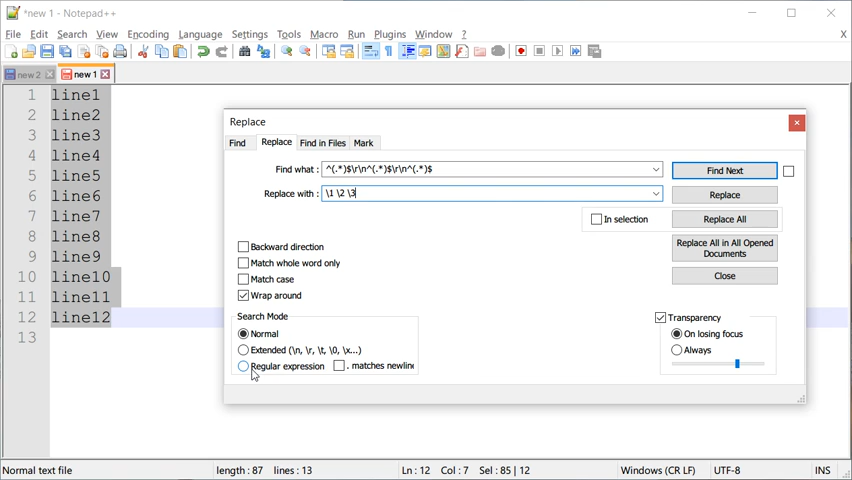 *new 1 - Notepad++
File Edit Search View Encoding Language Settings Tools Macro Run Plugins Window ? X
new 2 new 1
1 line1
2 line2
3 line3
4 line4
5 line5
6 line6
7 line7
8 line8
9 line9
10 line10
11 line11
12 line12
13
Replace
Find Replace Find in Files Mark
Find what : ^(.*)$\r\n^(.*)$\r\n^(.*)$ Find Next
Replace with : \1 \2 \3 Replace
In selection Replace All
Backward direction Replace All in All Opened
Documents
Match whole word only
Match case Close
Wrap around
Search Mode
Normal
Extended (\n, \r, \t, \0, \x...)
Regular expression . matches newline
Transparency
On losing focus
Always
Normal text file length : 87 lines : 13 Ln : 12 Col : 7 Sel : 85 | 12 Windows (CR LF) UTF-8 INS